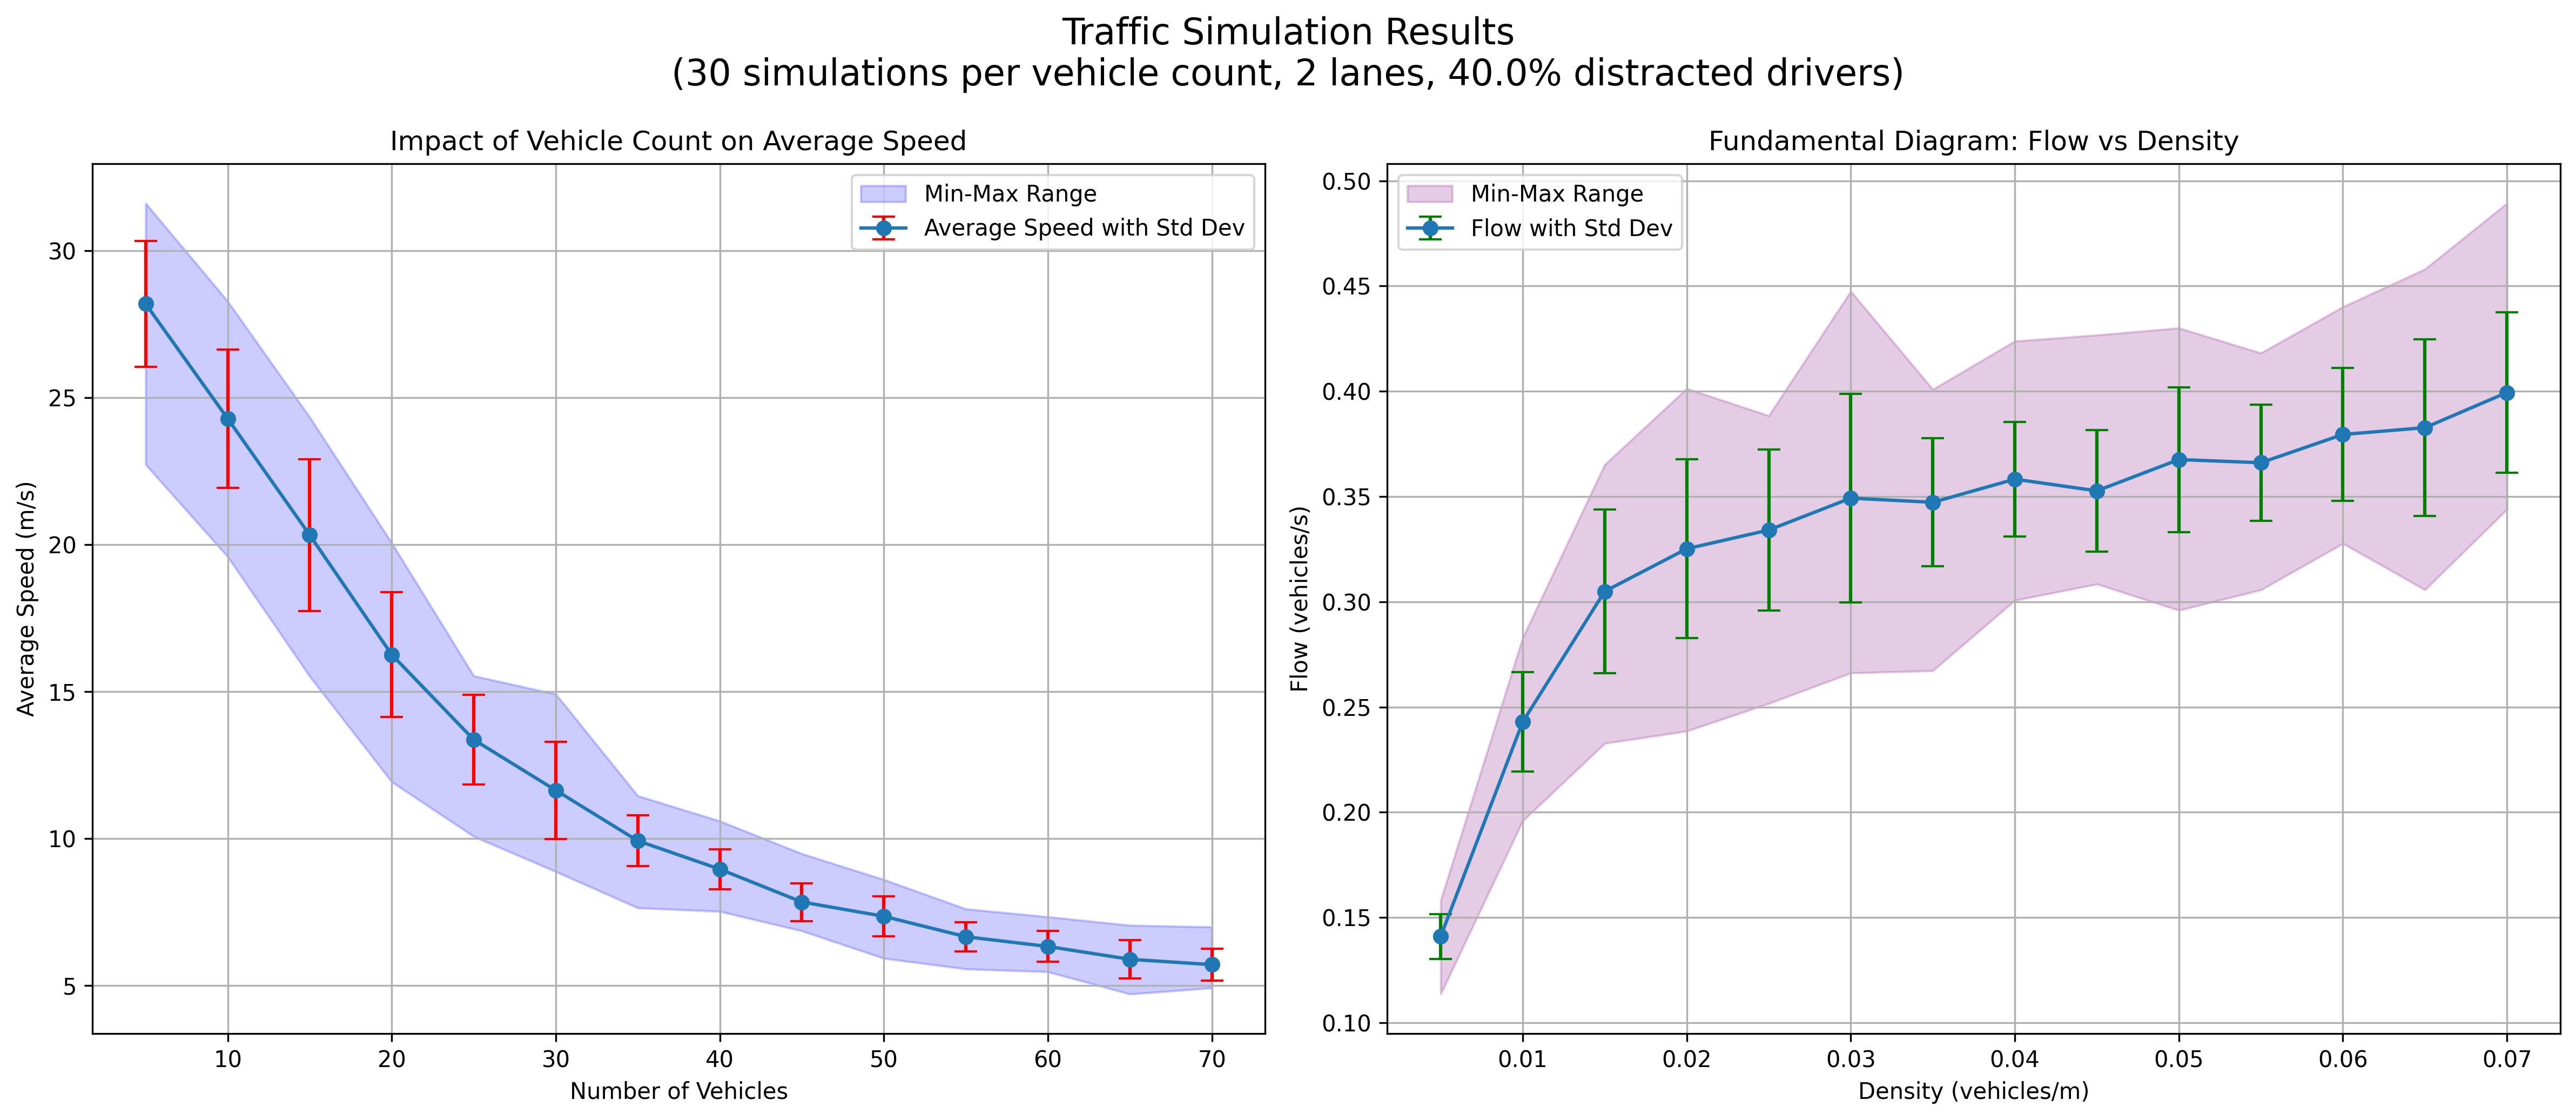 Traffic Simulation Results
(30 simulations per vehicle count, 2 lanes, 40.0% distracted drivers)
Impact of Vehicle Count on Average Speed
Min-Max Range
Average Speed with Std Dev
Average Speed (m/s)
30
25
20
15
10
5
10
20
30
40
50
60
70
Number of Vehicles
Fundamental Diagram: Flow vs Density
Min-Max Range
Flow with Std Dev
Flow (vehicles/s)
0.50
0.45
0.40
0.35
0.30
0.25
0.20
0.15
0.10
0.01
0.02
0.03
0.04
0.05
0.06
0.07
Density (vehicles/m)